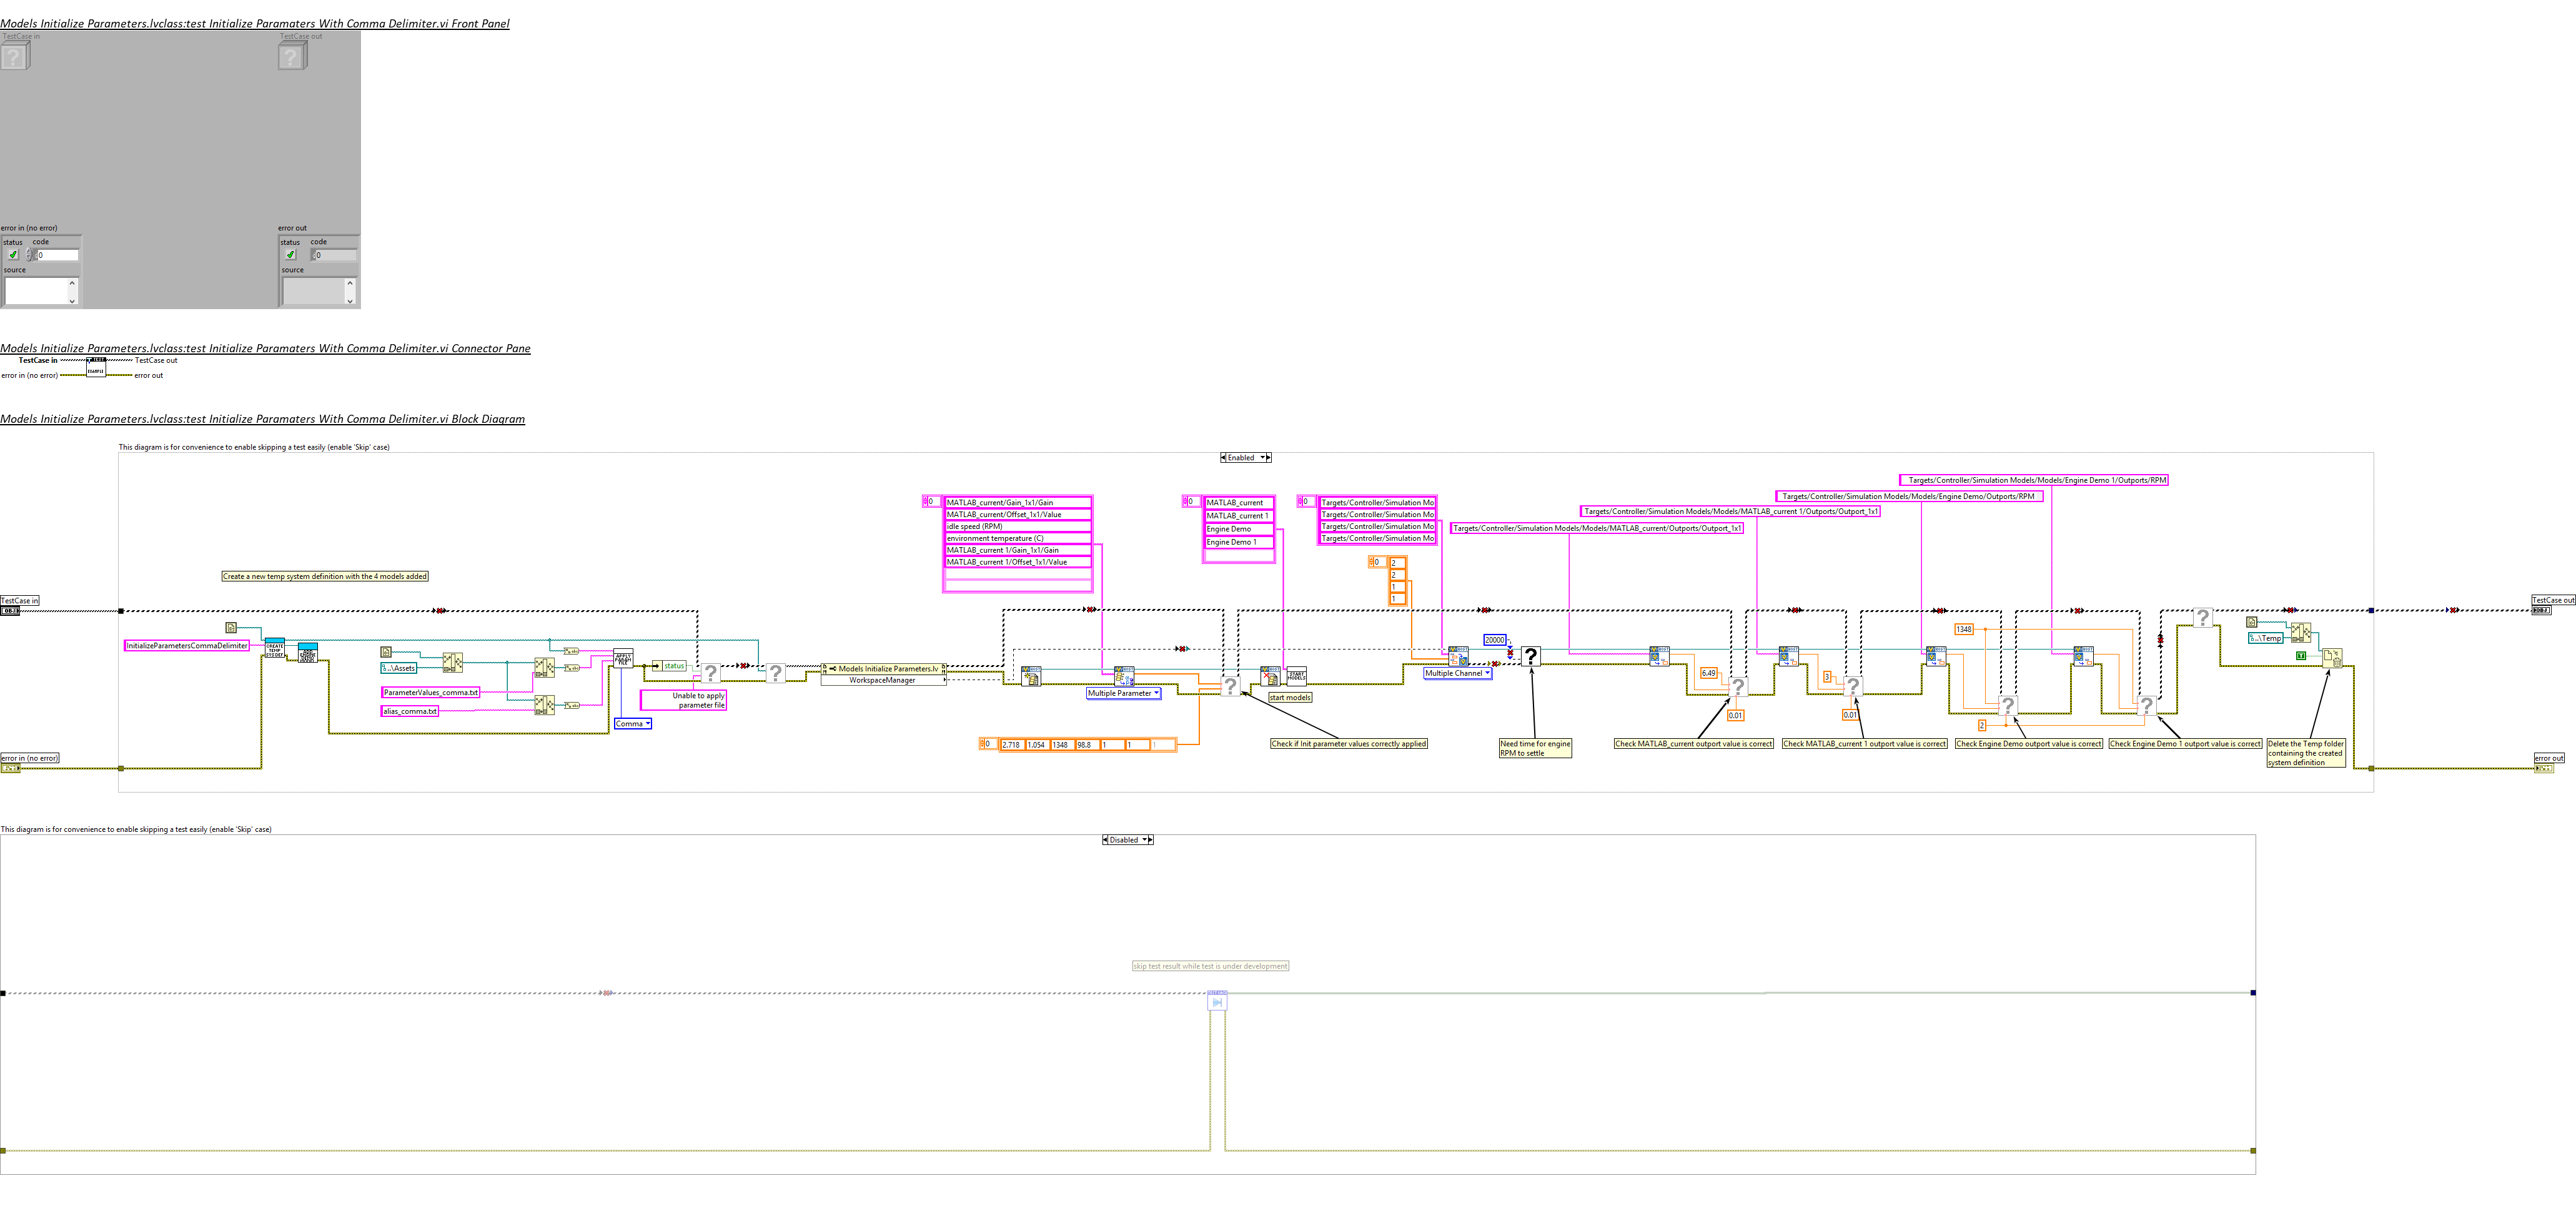 Models Initialize Parameters.lvclass:test Initialize Paramaters With Comma Delimiter.vi Front Panel
TestCase in
TestCase out
error in (no error)
status
code
0
source
error out
status
code
0
source
Models Initialize Parameters.lvclass:test Initialize Paramaters With Comma Delimiter.vi Connector Pane
TestCase in
TestCase out
error in (no error)
error out
Models Initialize Parameters.lvclass:test Initialize Paramaters With Comma Delimiter.vi Block Diagram
This diagram is for convenience to enable skipping a test easily (enable 'Skip' case)
Enabled
Targets/Controller/Simulation Models/Models/Engine Demo 1/Outports/RPM
Targets/Controller/Simulation Models/Models/Engine Demo/Outports/RPM
Targets/Controller/Simulation Models/Models/MATLAB_current 1/Outports/Outport_1x1
Targets/Controller/Simulation Models/Models/MATLAB_current/Outports/Outport_1x1
0
MATLAB_current/Gain_1x1/Gain
MATLAB_current/Offset_1x1/Value
idle speed (RPM)
environment temperature (C)
MATLAB_current 1/Gain_1x1/Gain
MATLAB_current 1/Offset_1x1/Value
0
MATLAB_current
MATLAB_current 1
Engine Demo
Engine Demo 1
0
Targets/Controller/Simulation Mo
Targets/Controller/Simulation Mo
Targets/Controller/Simulation Mo
Targets/Controller/Simulation Mo
0
2
2
1
1
Create a new temp system definition with the 4 models added
TestCase in
OBJ
TestCase out
OBJ
InitializeParametersCommaDelimiter
CREATE
TEMP
SYSDEF
..\Assets
ParameterValues_comma.txt
alias_comma.txt
APPLY
PARAM
FILE
Comma
status
Unable to apply
parameter file
Models Initialize Parameters.lv
WorkspaceManager
Multiple Parameter
0
2.718
1.054
1348
98.8
1
1
1
Check if Init parameter values correctly applied
START
MODELS
start models
Multiple Channel
20000
Need time for engine
RPM to settle
6.49
0.01
Check MATLAB_current outport value is correct
3
0.01
Check MATLAB_current 1 outport value is correct
1348
2
Check Engine Demo outport value is correct
Check Engine Demo 1 outport value is correct
..\Temp
T
Delete the Temp folder
containing the created
system definition
error in (no error)
error out
This diagram is for convenience to enable skipping a test easily (enable 'Skip' case)
Disabled
skip test result while test is under development